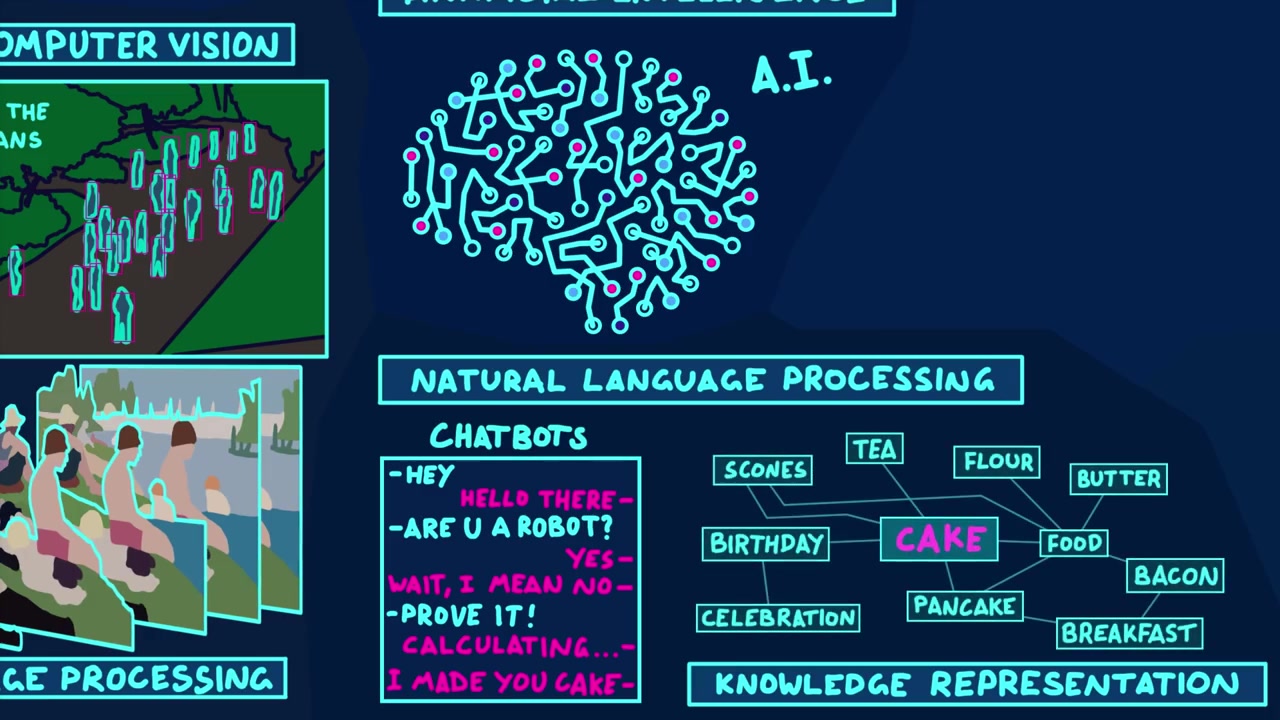 OMPUTER VISION
THE
ANS
A.I.
NATURAL LANGUAGE PROCESSING
CHATBOTS
-HEY
HELLO THERE-
-ARE U A ROBOT?
YES-
WAIT, I MEAN NO-
-PROVE IT!
CALCULATING...-
I MADE YOU CAKE-
SCONES
TEA
FLOUR
BUTTER
BIRTHDAY
CAKE
FOOD
BACON
CELEBRATION
PANCAKE
BREAKFAST
GE PROCESSING
KNOWLEDGE REPRESENTATION